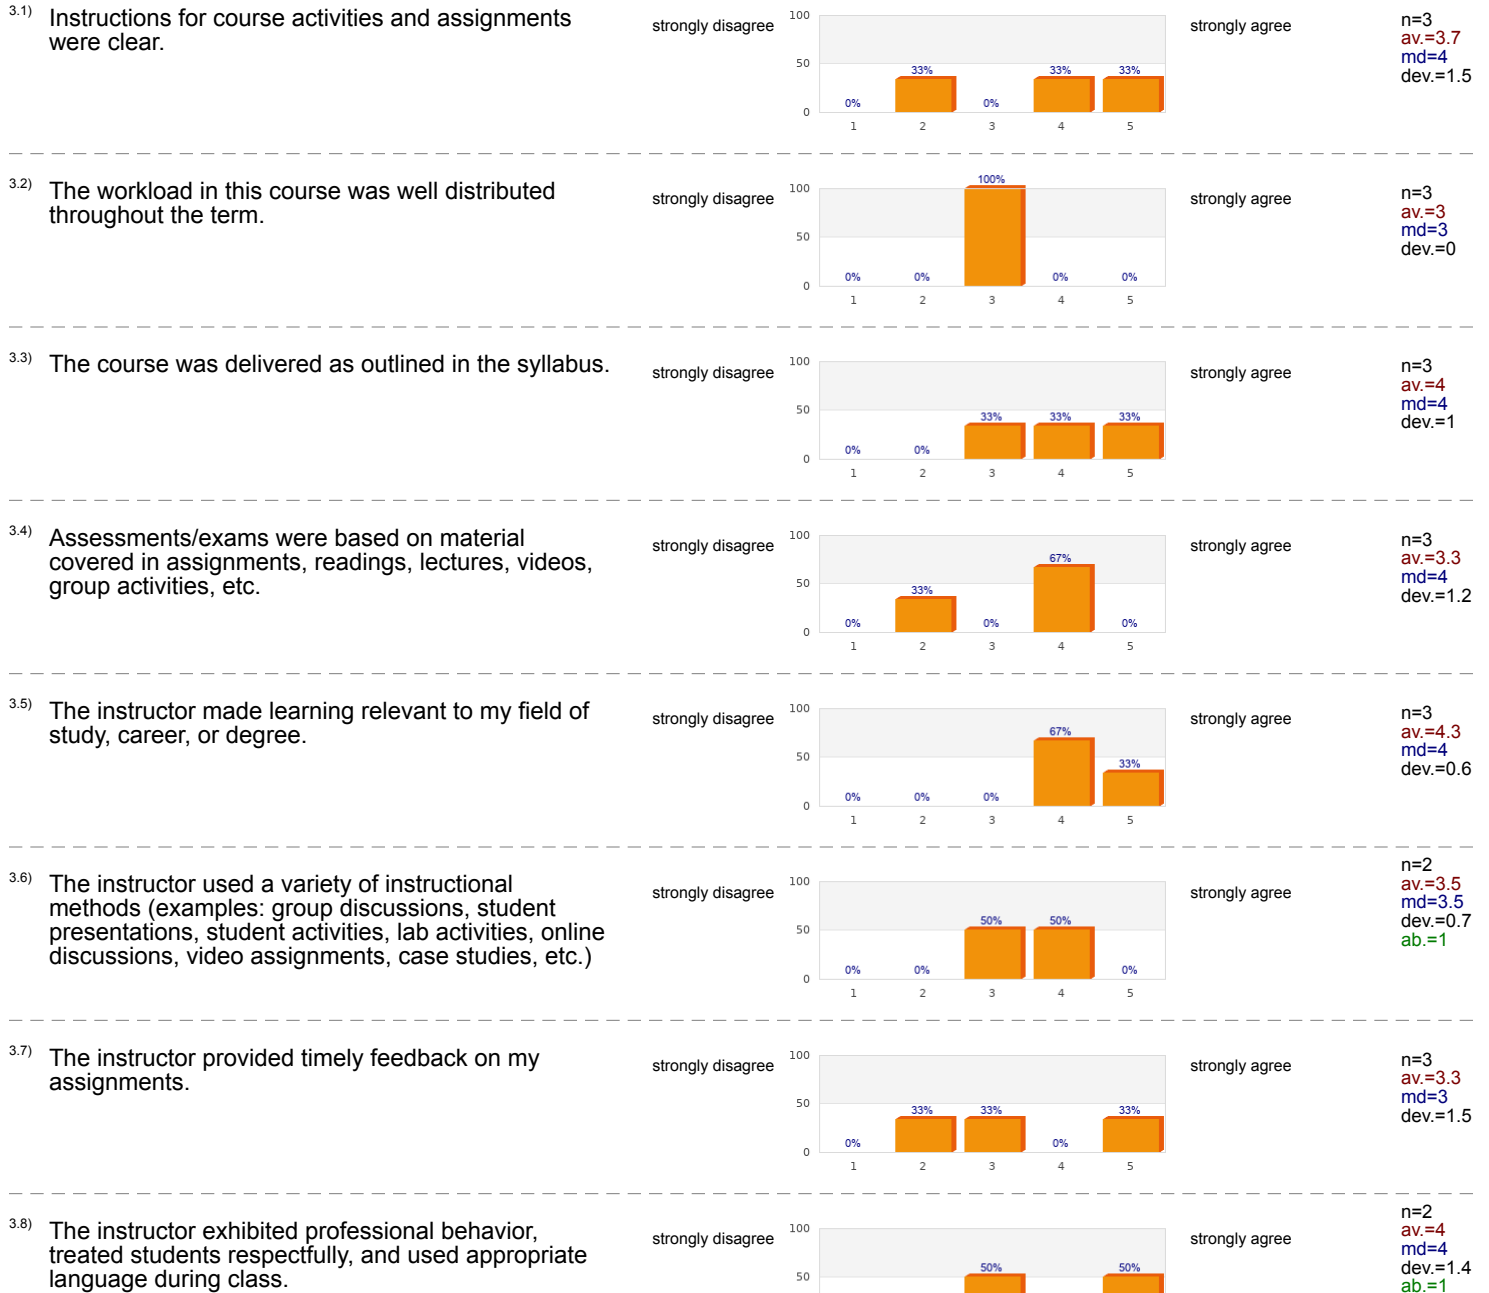 3.1) Instructions for course activities and assignments
were clear.
strongly disagree
strongly agree
100
50
0
0%
33%
0%
33%
33%
1 2 3 4 5
n=3
av.=3.7
md=4
dev.=1.5
3.2) The workload in this course was well distributed
throughout the term.
strongly disagree
strongly agree
100
50
0
0%
0%
100%
0%
0%
1 2 3 4 5
n=3
av.=3
md=3
dev.=0
3.3) The course was delivered as outlined in the syllabus.
strongly disagree
strongly agree
100
50
0
0%
0%
33%
33%
33%
1 2 3 4 5
n=3
av.=4
md=4
dev.=1
3.4) Assessments/exams were based on material
covered in assignments, readings, lectures, videos,
group activities, etc.
strongly disagree
strongly agree
100
50
0
0%
33%
0%
67%
0%
1 2 3 4 5
n=3
av.=3.3
md=4
dev.=1.2
3.5) The instructor made learning relevant to my field of
study, career, or degree.
strongly disagree
strongly agree
100
50
0
0%
0%
0%
67%
33%
1 2 3 4 5
n=3
av.=4.3
md=4
dev.=0.6
3.6) The instructor used a variety of instructional
methods (examples: group discussions, student
presentations, student activities, lab activities, online
discussions, video assignments, case studies, etc.)
strongly disagree
strongly agree
100
50
0
0%
0%
50%
50%
0%
1 2 3 4 5
n=2
av.=3.5
md=3.5
dev.=0.7
ab.=1
3.7) The instructor provided timely feedback on my
assignments.
strongly disagree
strongly agree
100
50
0
0%
33%
33%
0%
33%
1 2 3 4 5
n=3
av.=3.3
md=3
dev.=1.5
3.8) The instructor exhibited professional behavior,
treated students respectfully, and used appropriate
language during class.
strongly disagree
strongly agree
100
50
50%
50%
n=2
av.=4
md=4
dev.=1.4
ab.=1